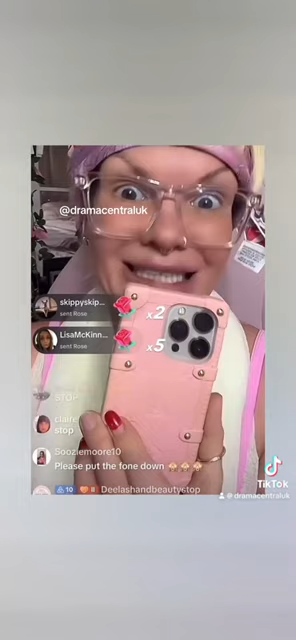 @dramacentraluk
skippyskip...
sent Rose
x2
LisaMcKinn...
sent Rose
x5
STOP
claire
stop
Sooziemoore10
Please put the fone down 🙈🙈🙈
10
8
Deelashandbeautystop
TikTok
@dramacentraluk